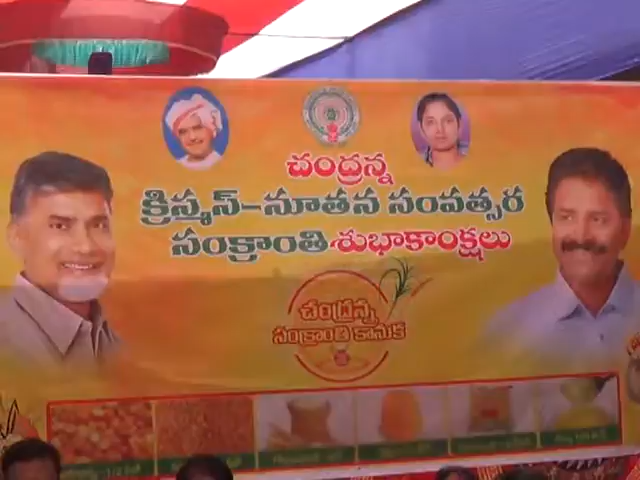 చంద్రన్న
క్రిస్మస్-నూతన సంవత్సర
సంక్రాంతి శుభాకాంక్షలు
చంద్రన్న
సంక్రాంతి కానుక